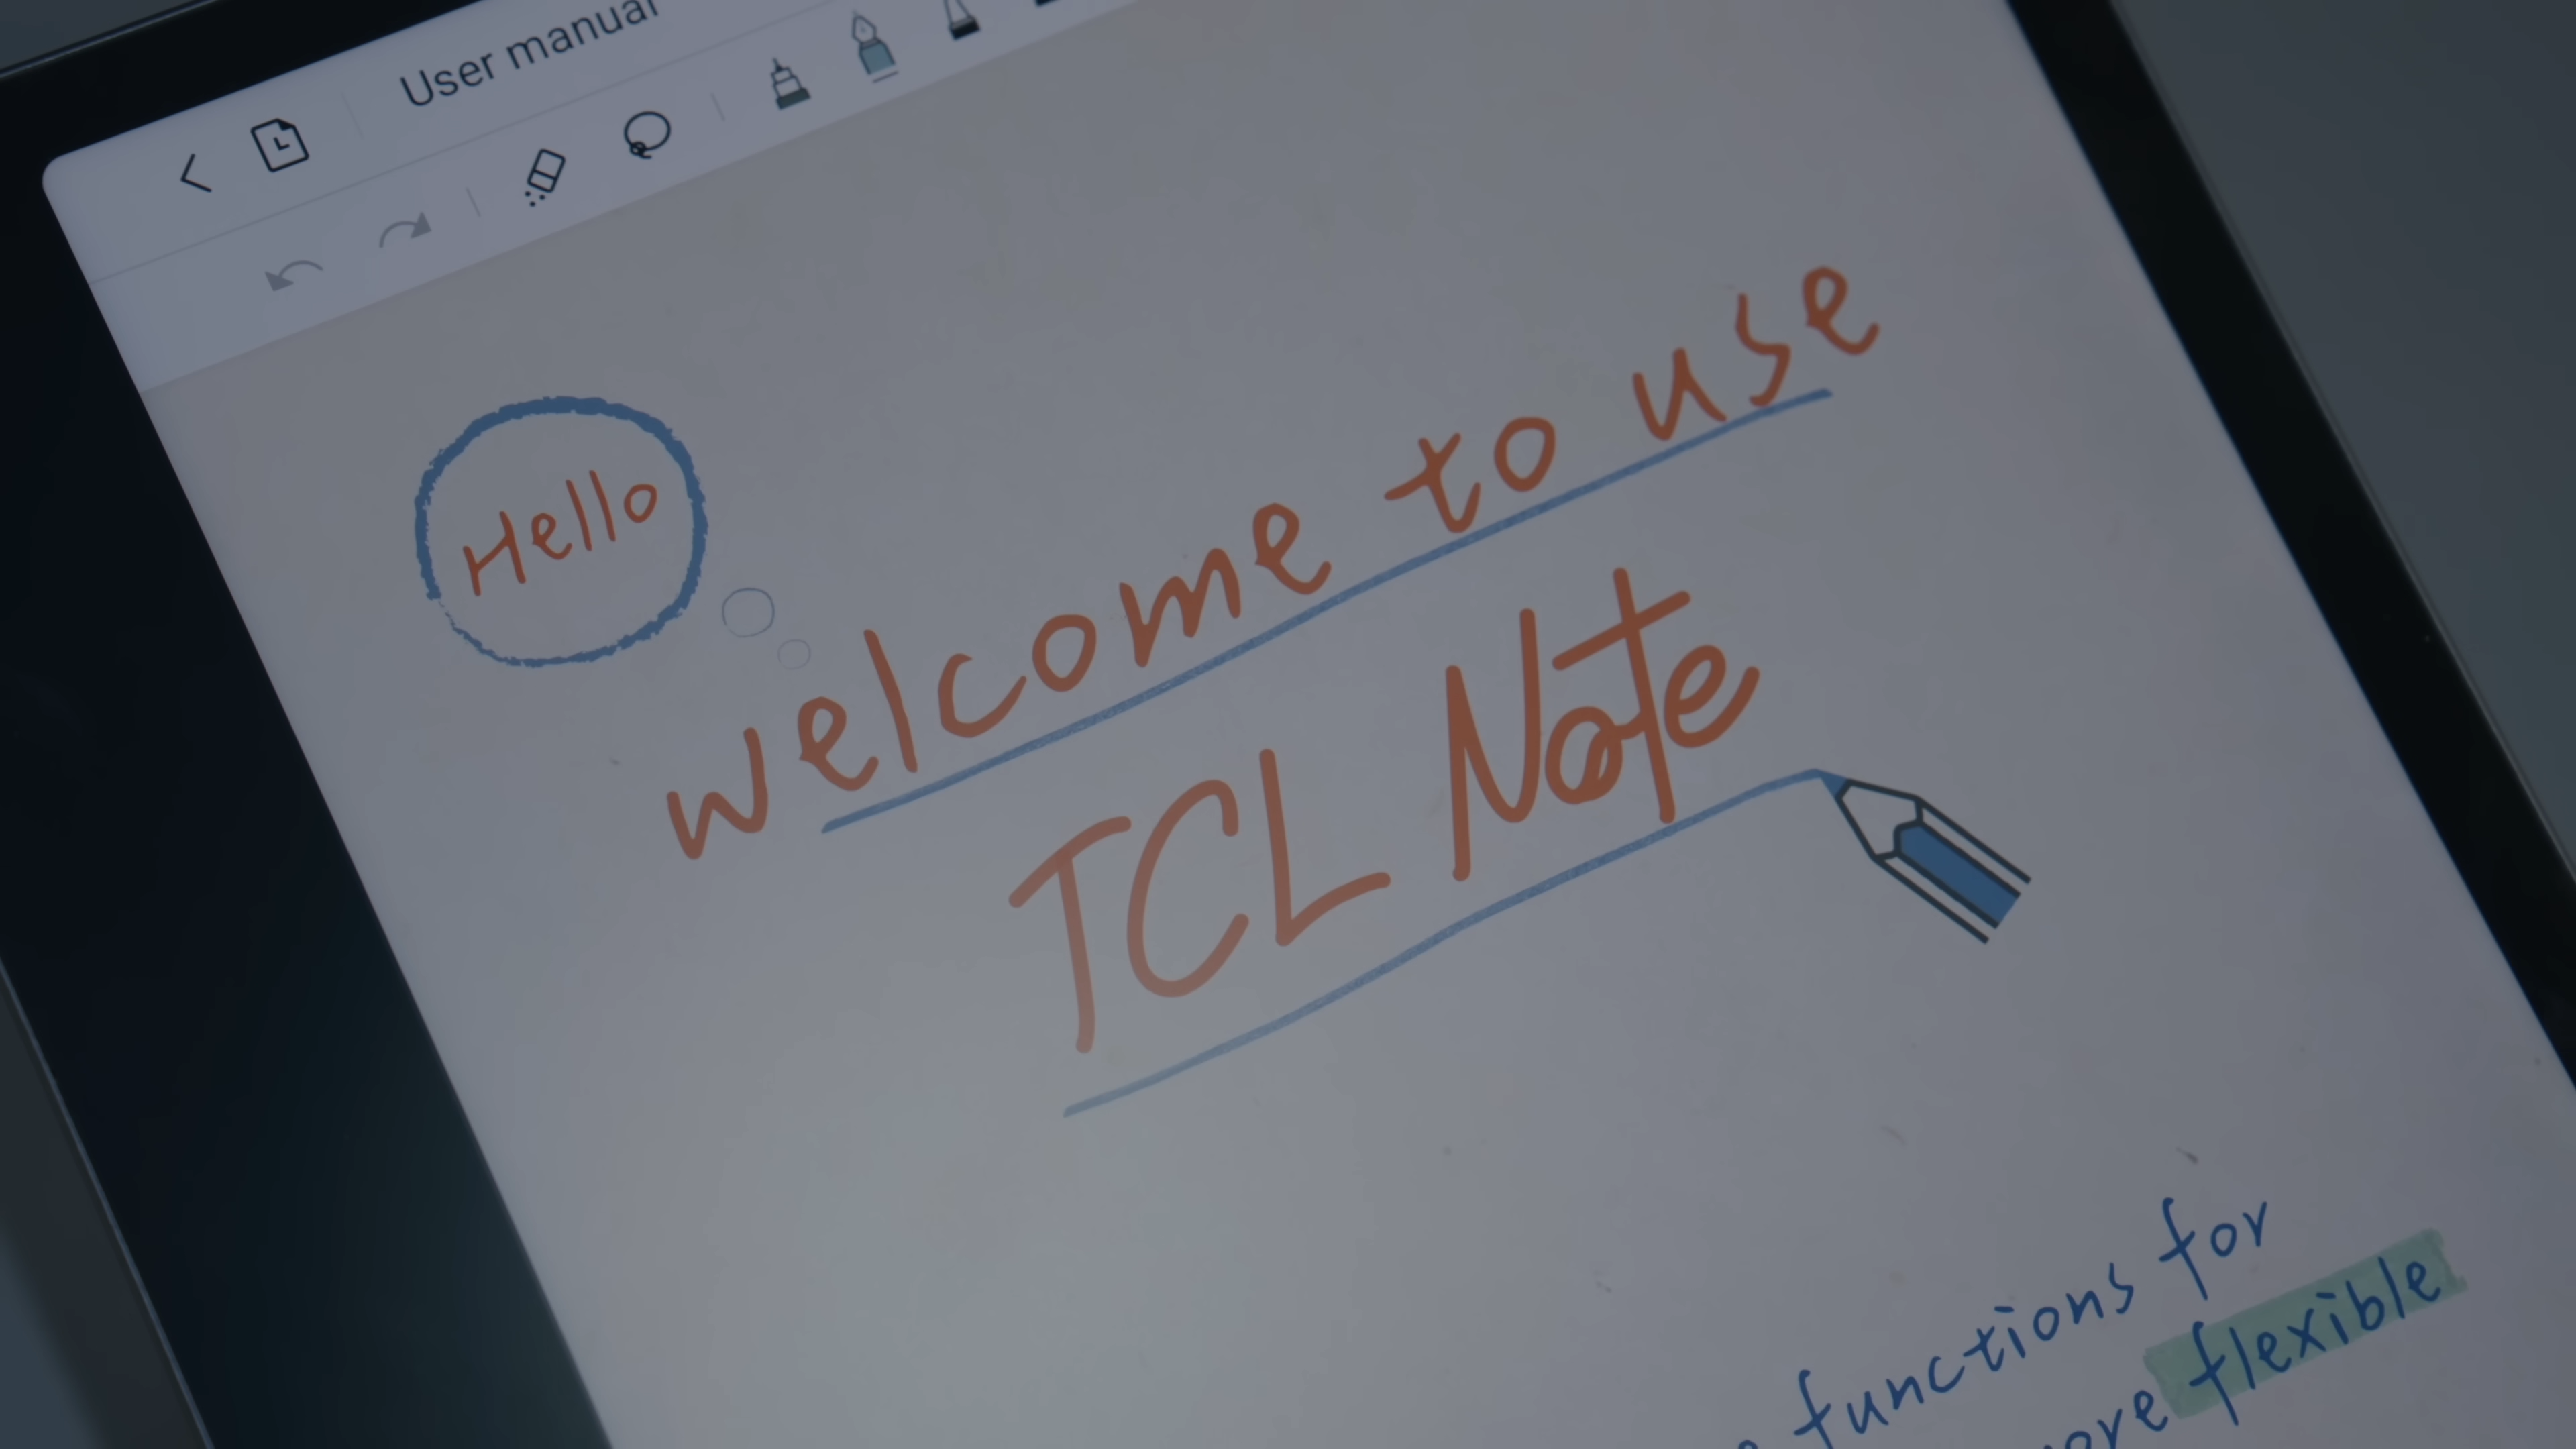 User manual
Hello
welcome to use
TCL Note
functions for
flexible